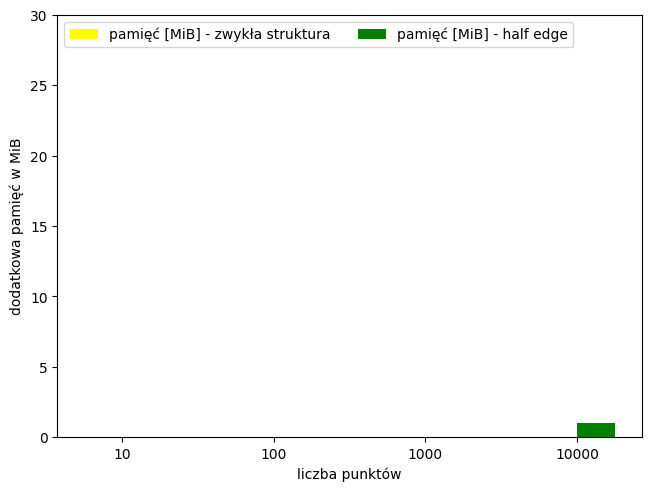 30
pamięć [MiB] - zwykła struktura
pamięć [MiB] - half edge
25
20
15
10
5
0
dodatkowa pamięć w MiB
10
100
1000
10000
liczba punktów